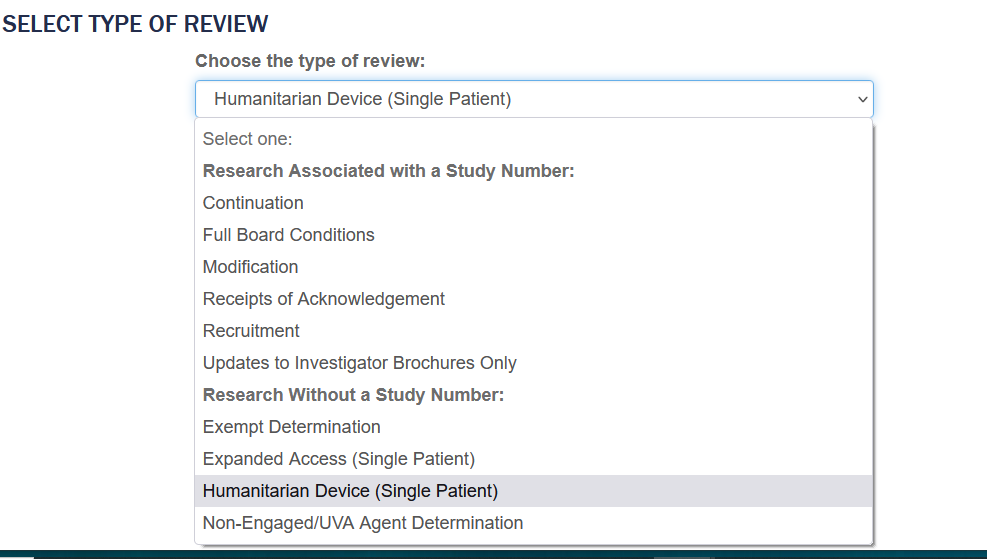 SELECT TYPE OF REVIEW
Choose the type of review:
Humanitarian Device (Single Patient)
Select one:
Research Associated with a Study Number:
Continuation
Full Board Conditions
Modification
Receipts of Acknowledgement
Recruitment
Updates to Investigator Brochures Only
Research Without a Study Number:
Exempt Determination
Expanded Access (Single Patient)
Humanitarian Device (Single Patient)
Non-Engaged/UVA Agent Determination